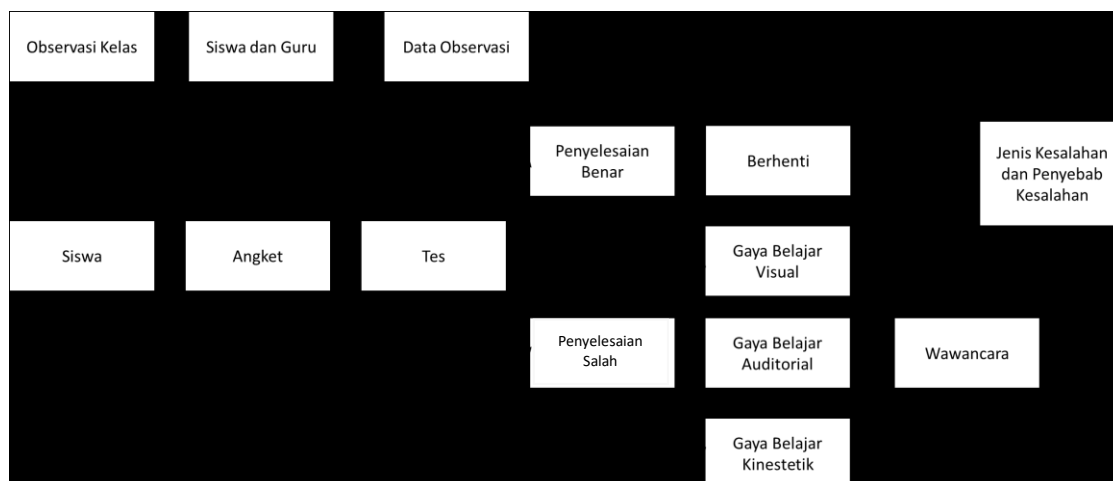 Observasi Kelas
Siswa dan Guru
Data Observasi
Penyelesaian
Benar
Berhenti
Jenis Kesalahan
dan Penyebab
Kesalahan
Siswa
Angket
Tes
Gaya Belajar
Visual
Penyelesaian
Salah
Gaya Belajar
Auditorial
Wawancara
Gaya Belajar
Kinestetik